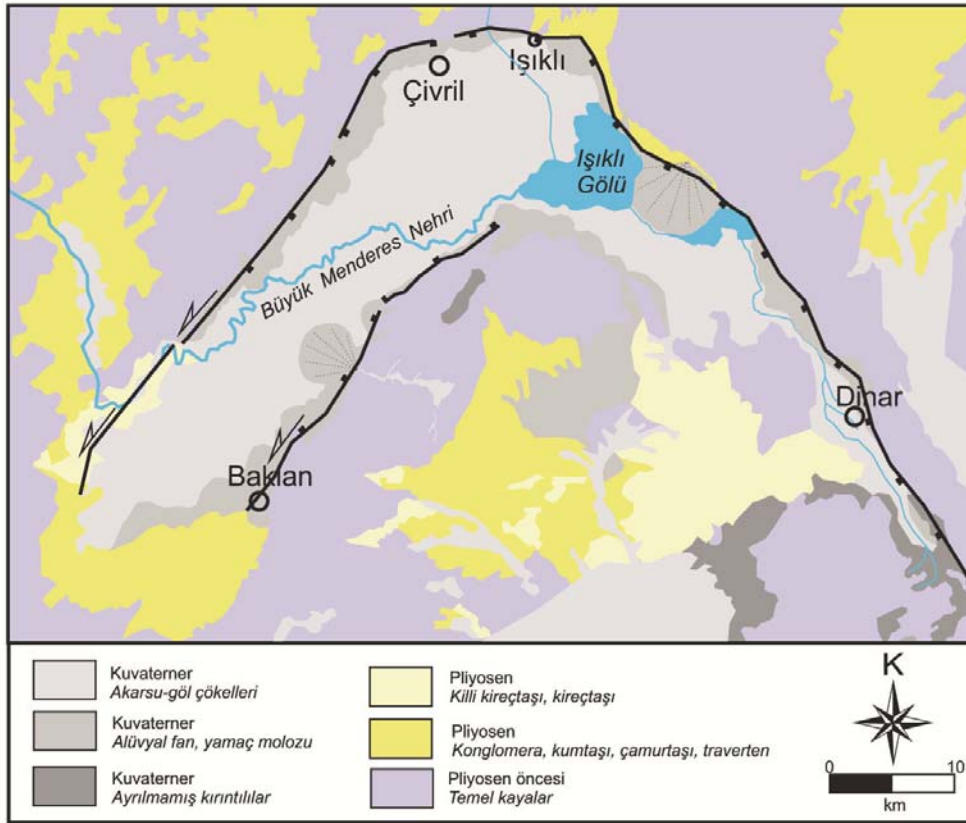 Işıklı
Çivril
Işıklı
Gölü
Büyük Menderes Nehri
Dinar
Baklan
Kuvaterner
Akarsu-göl çökelleri
Kuvaterner
Alüvyal fan, yamaç molozu
Kuvaterner
Ayrılmamış kırıntılılar
Pliyosen
Killi kireçtaşı, kireçtaşı
Pliyosen
Konglomera, kumtaşı, çamurtaşı, traverten
Pliyosen öncesi
Temel kayalar
K
0 10
km